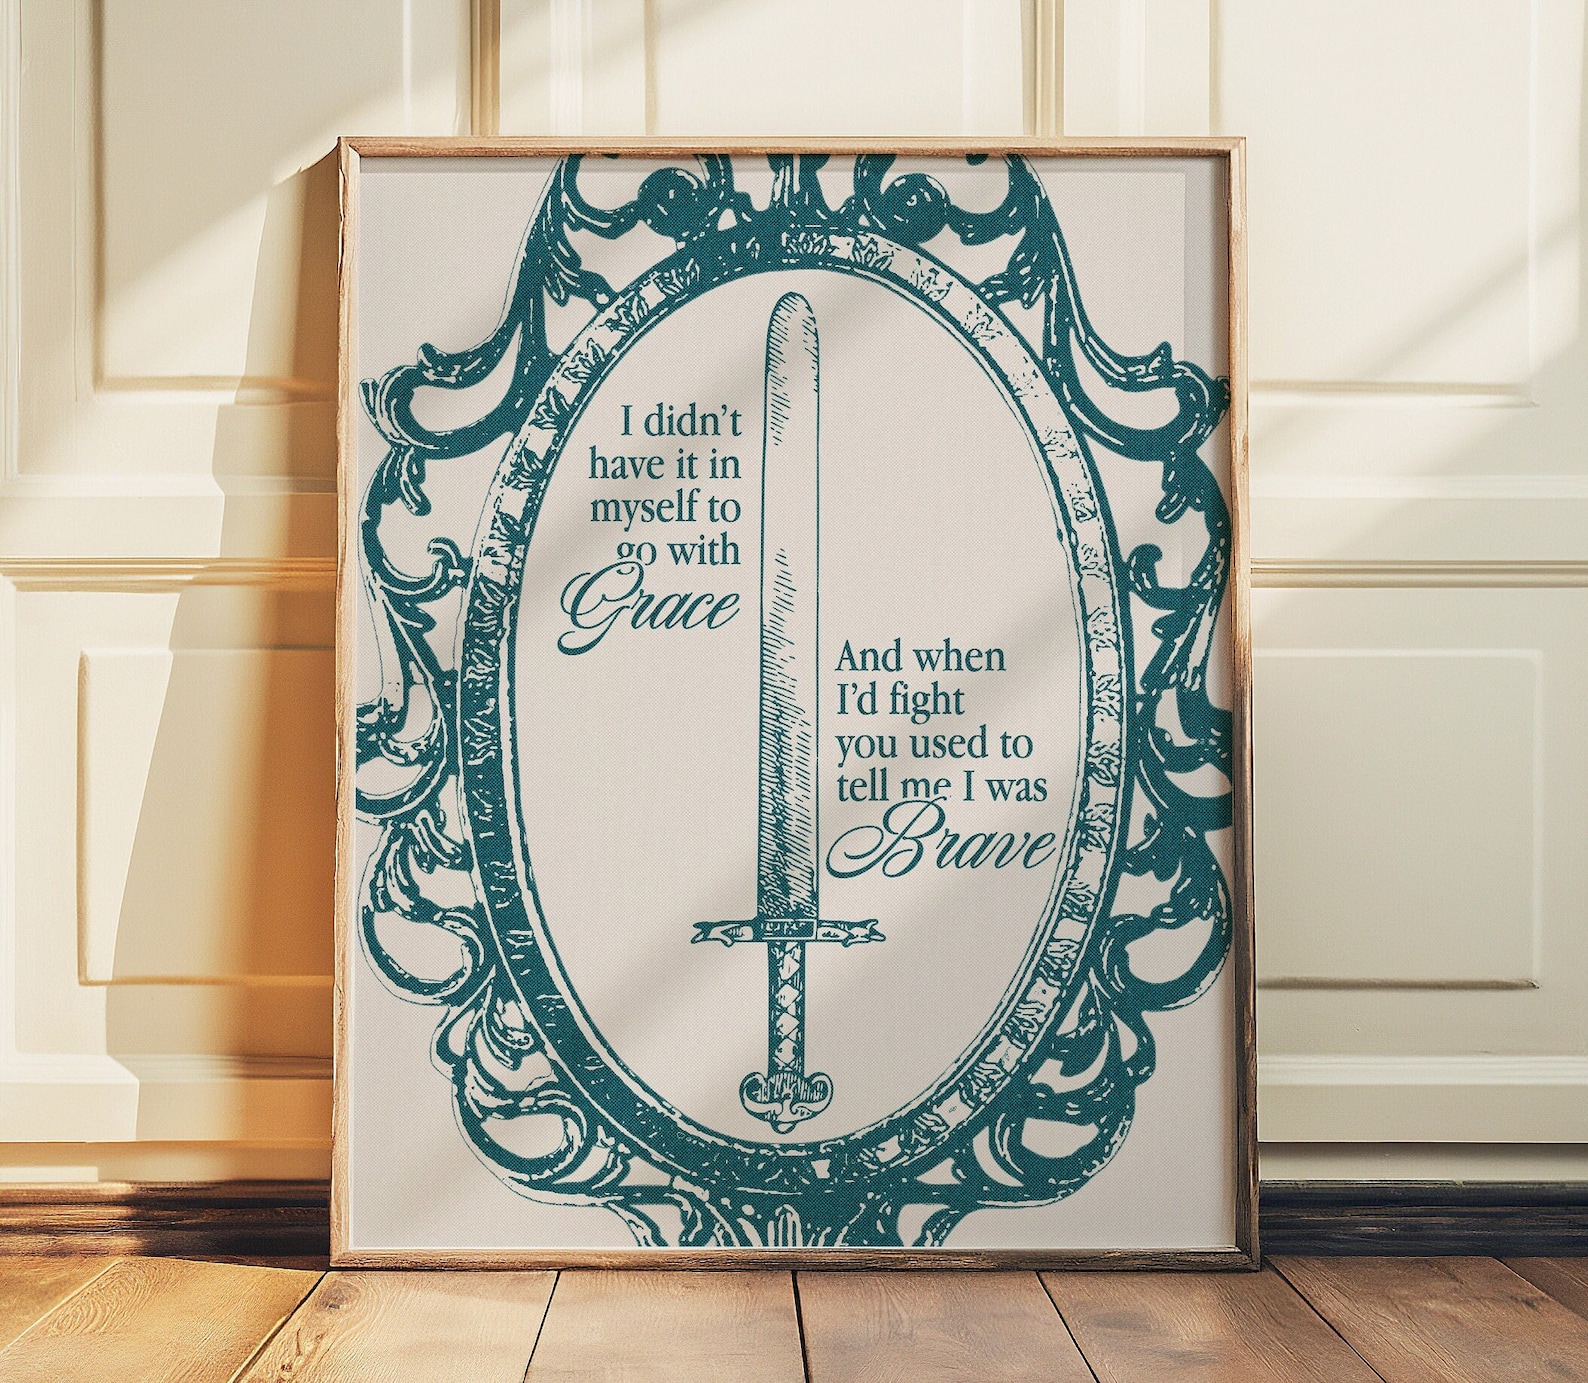 I didn't
have it in
myself to
go with
Grace
And when
I'd fight
you used to
tell me I was
Brave